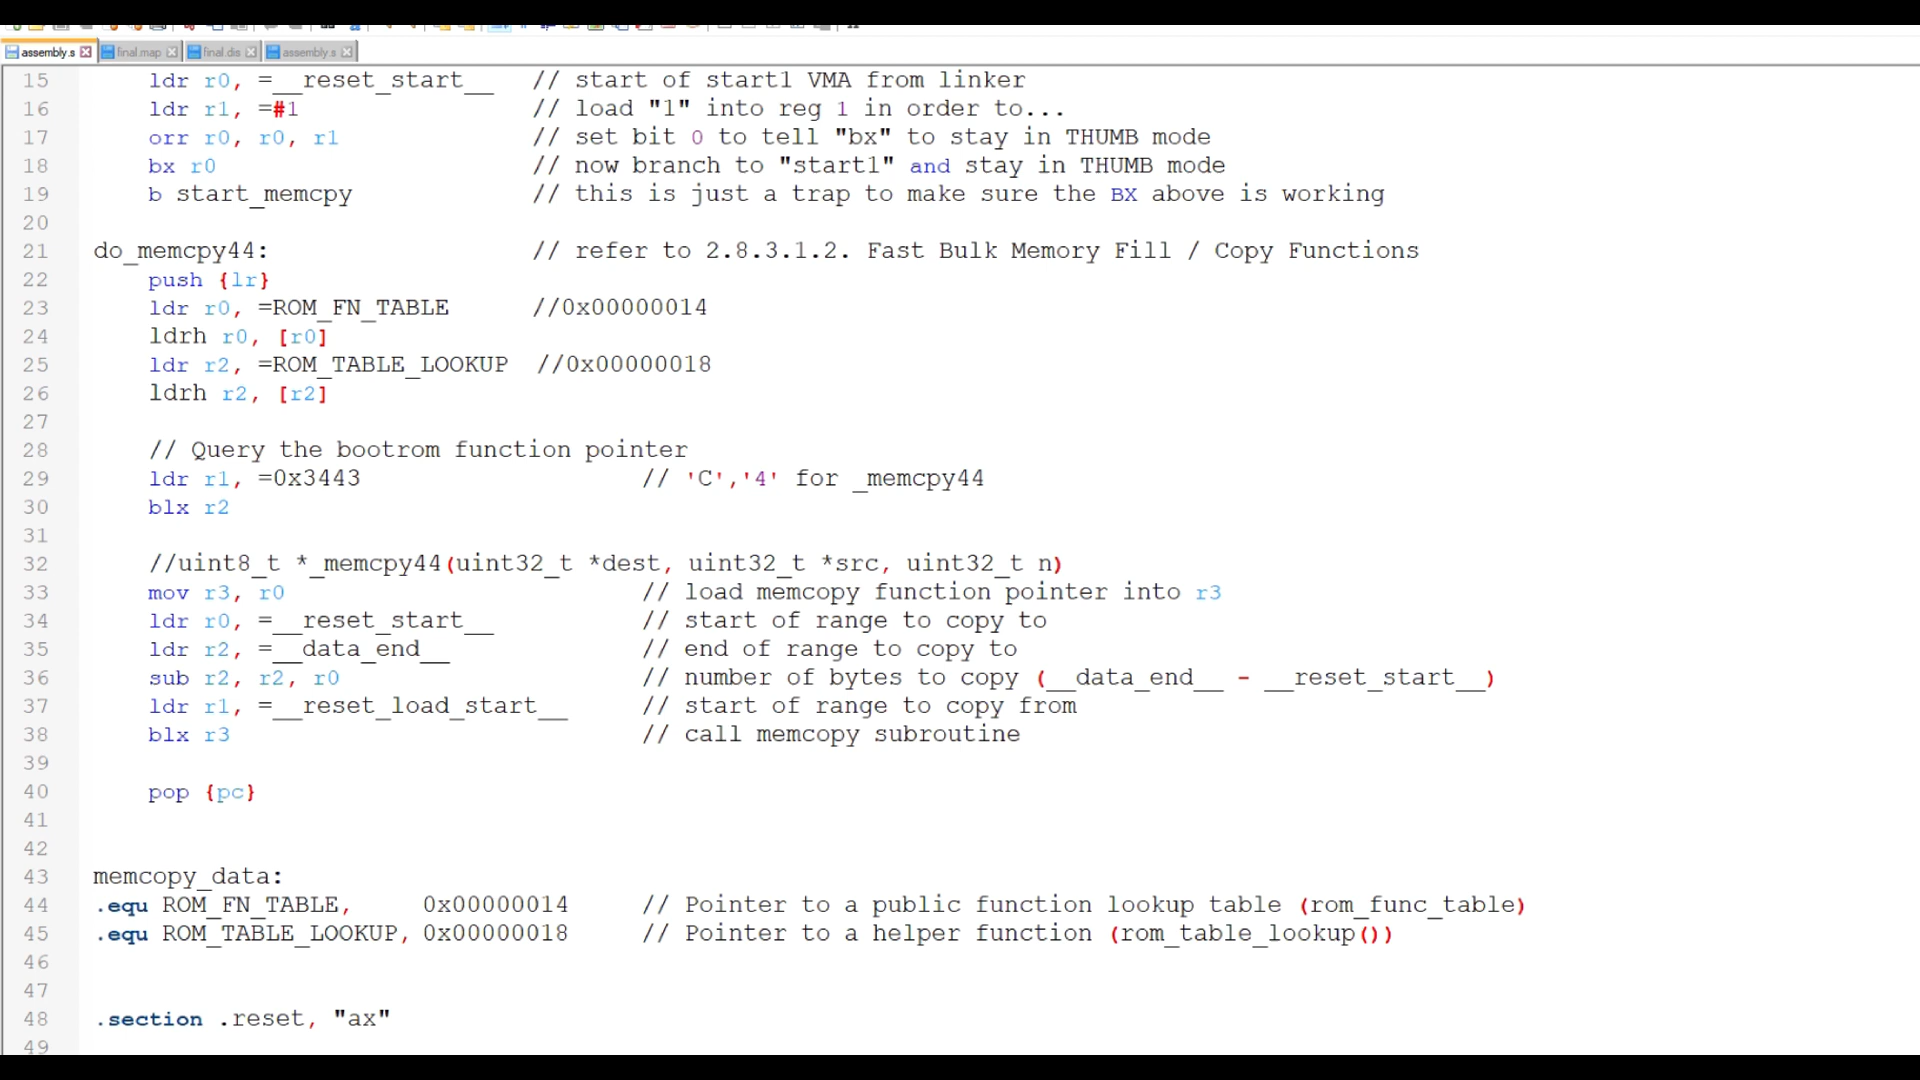 assembly.s final.map final.dis assembly.s
15 ldr r0, =__reset_start__ // start of start1 VMA from linker
16 ldr r1, =#1 // load "1" into reg 1 in order to...
17 orr r0, r0, r1 // set bit 0 to tell "bx" to stay in THUMB mode
18 bx r0 // now branch to "start1" and stay in THUMB mode
19 b start_memcpy // this is just a trap to make sure the BX above is working
20
21 do_memcpy44: // refer to 2.8.3.1.2. Fast Bulk Memory Fill / Copy Functions
22 push {lr}
23 ldr r0, =ROM_FN_TABLE //0x00000014
24 ldrh r0, [r0]
25 ldr r2, =ROM_TABLE_LOOKUP //0x00000018
26 ldrh r2, [r2]
27
28 // Query the bootrom function pointer
29 ldr r1, =0x3443 // 'C','4' for _memcpy44
30 blx r2
31
32 //uint8_t *_memcpy44(uint32_t *dest, uint32_t *src, uint32_t n)
33 mov r3, r0 // load memcopy function pointer into r3
34 ldr r0, =__reset_start__ // start of range to copy to
35 ldr r2, =__data_end__ // end of range to copy to
36 sub r2, r2, r0 // number of bytes to copy (__data_end__ - __reset_start__)
37 ldr r1, =__reset_load_start__ // start of range to copy from
38 blx r3 // call memcopy subroutine
39
40 pop {pc}
41
42
43 memcopy_data:
44 .equ ROM_FN_TABLE, 0x00000014 // Pointer to a public function lookup table (rom_func_table)
45 .equ ROM_TABLE_LOOKUP, 0x00000018 // Pointer to a helper function (rom_table_lookup())
46
47
48 .section .reset, "ax"
49